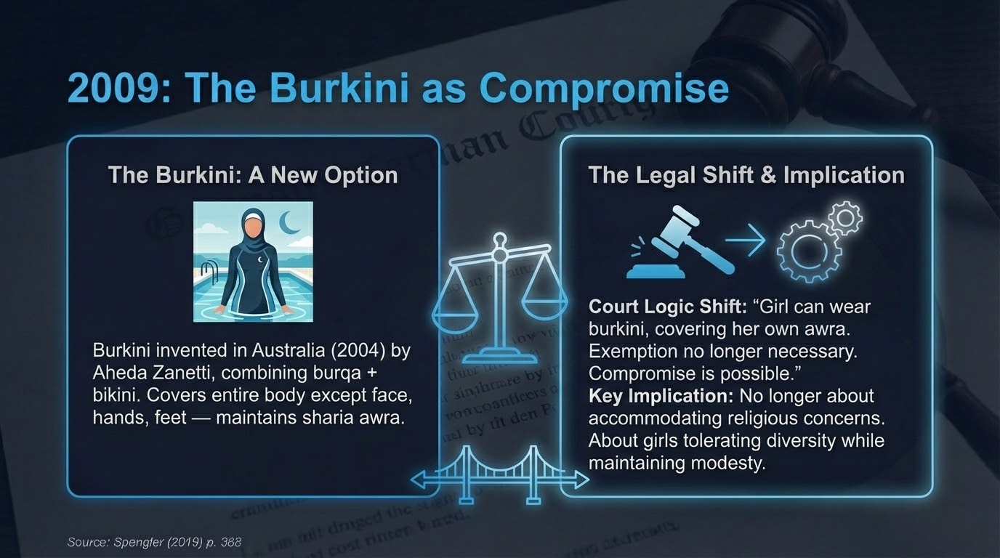 2009: The Burkini as Compromise
The Burkini: A New Option
Burkini invented in Australia (2004) by
Aheda Zanetti, combining burqa +
bikini. Covers entire body except face,
hands, feet — maintains sharia awra.
The Legal Shift & Implication
Court Logic Shift: “Girl can wear
burkini, covering her own awra.
Exemption no longer necessary.
Compromise is possible.”
Key Implication: No longer about
accommodating religious concerns.
About girls tolerating diversity while
maintaining modesty.
Source: Spengler (2019) p. 368